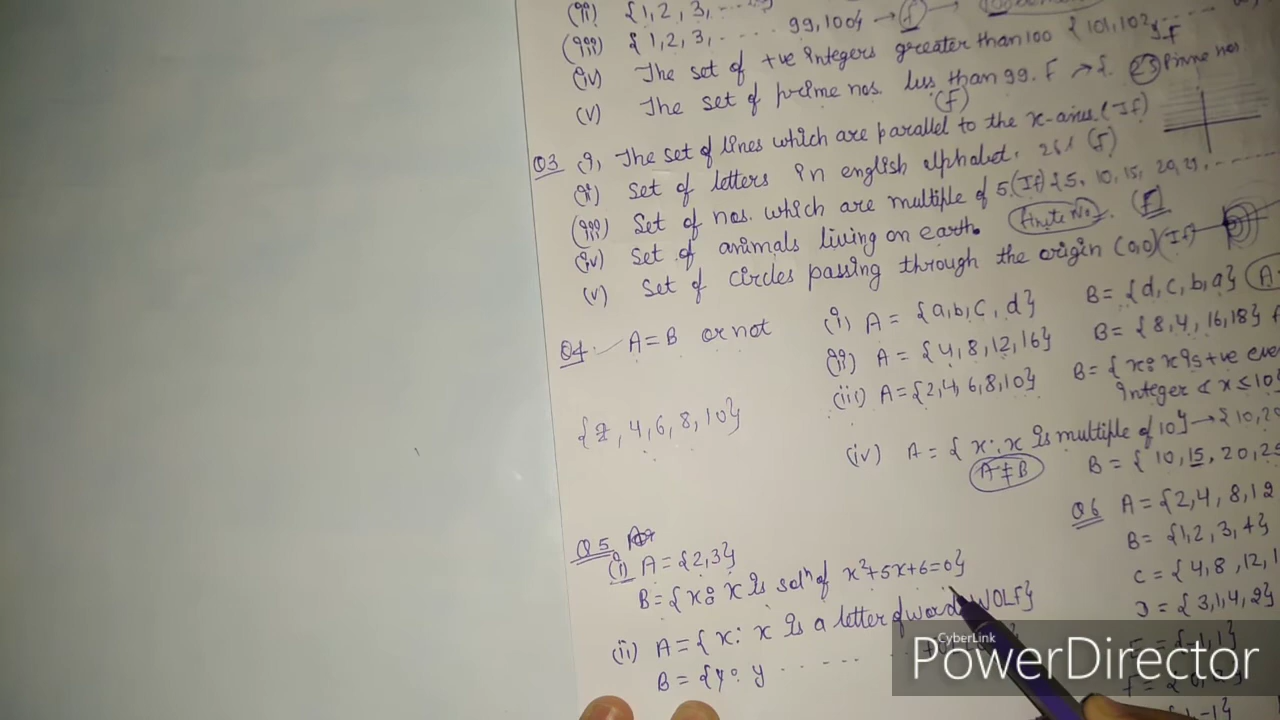 (ii) {1, 2, 3, ......
(iii) {1, 2, 3, ...... 99, 100} → (f)
(iv) The set of +ve integers greater than 100 {101, 102, ......
(v) The set of prime nos. less than 99. F → {. 25 Prime nos
(F)
Q3 (i) The set of lines which are parallel to the x-axis. (If)
(ii) Set of letters in english alphabet. 26 (f)
(iii) Set of nos. which are multiple of 5. (If) {5, 10, 15, 20, 25, ......
(iv) Set of animals living on earth. finite No. (F)
(v) Set of circles passing through the origin (0,0) (If)
Q4 A = B or not (i) A = {a, b, c, d} B = {d, c, b, a} A=
(ii) A = {4, 8, 12, 16} B = {8, 4, 16, 18} A
(iii) A = {2, 4, 6, 8, 10} B = {x: x is +ve even
Integer & x ≤ 10}
{2, 4, 6, 8, 10}
(iv) A = {x: x is multiple of 10} → {10, 20
A ≠ B B = {10, 15, 20, 25
Q5
(i) A = {2, 3}
B = {x: x is solⁿ of x²+5x+6=0}
(ii) A = {x: x is a letter of word WOLF}
B = {y: y ......
Q6 A = {2, 4, 8, 12
B = {1, 2, 3, 4}
C = {4, 8, 12, 1
D = {3, 1, 4, 2}
E = {-1, 1}
CyberLink
PowerDirector